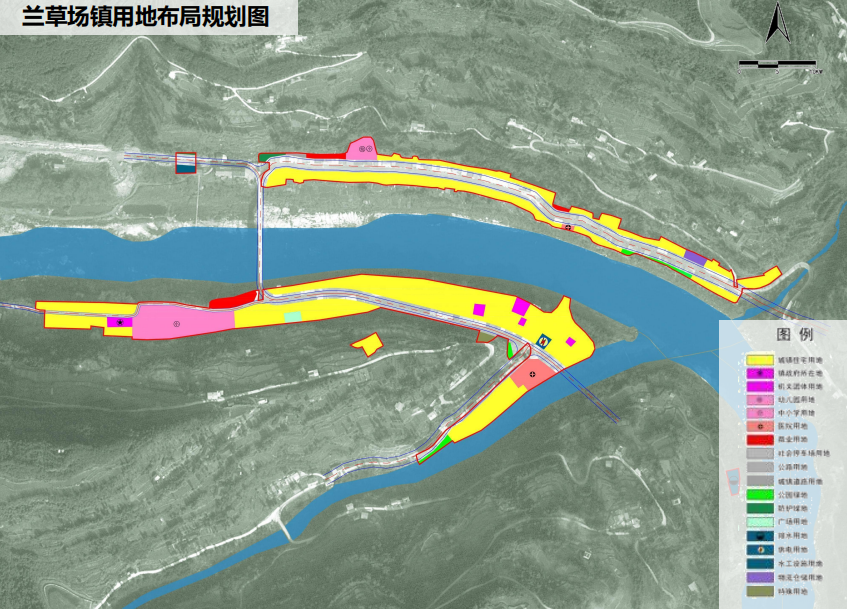 兰草场镇用地布局规划图
图 例
城镇住宅用地
镇政府所在地
机关团体用地
幼儿园用地
中小学用地
医院用地
商业用地
社会停车场用地
公路用地
城镇道路用地
公园绿地
防护绿地
广场用地
排水用地
供电用地
水工设施用地
物流仓储用地
特殊用地